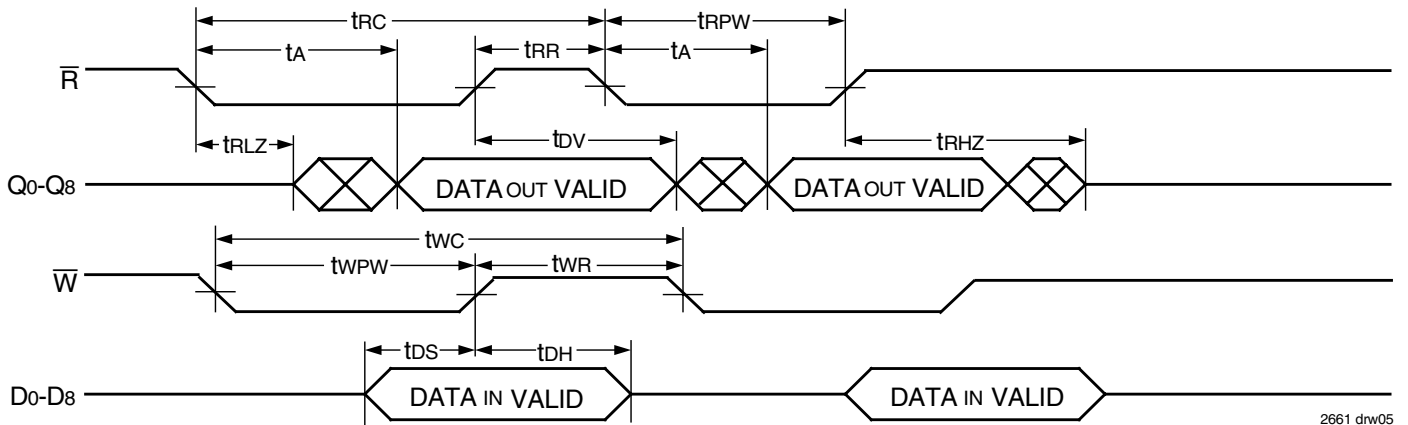 tRC tRPW
tA tRR tA
R̅
tRLZ tDV tRHZ
Q0-Q8 DATA OUT VALID DATA OUT VALID
tWC
tWPW tWR
W̅
tDS tDH
D0-D8 DATA IN VALID DATA IN VALID
2661 drw05